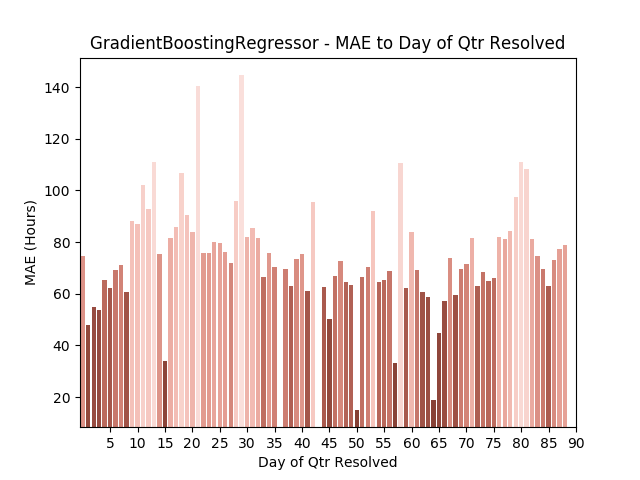 GradientBoostingRegressor - MAE to Day of Qtr Resolved
MAE (Hours)
140
120
100
80
60
40
20
5 10 15 20 25 30 35 40 45 50 55 60 65 70 75 80 85 90
Day of Qtr Resolved